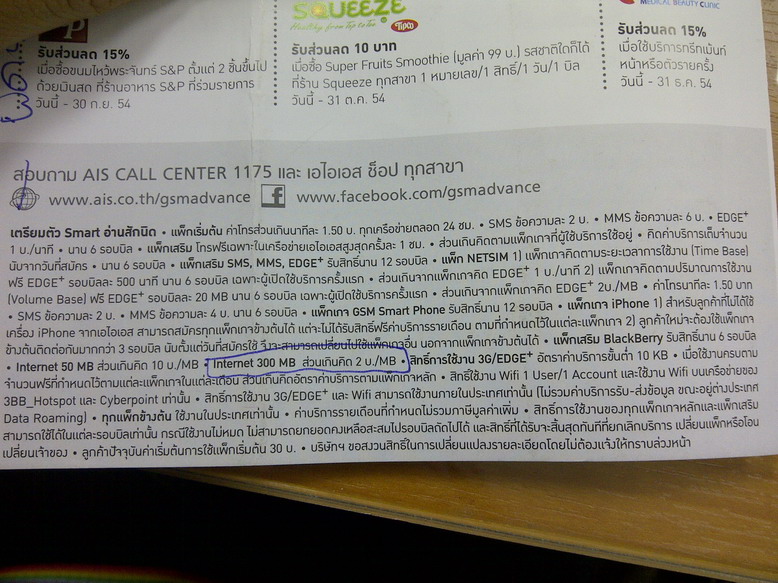 SQUEEZE
Healthy from Top to Toe
Tipco
MEDICAL BEAUTY CLINIC
P
รับส่วนลด 15%
เมื่อซื้อขนมไหว้พระจันทร์ S&P ตั้งแต่ 2 ชิ้นขึ้นไป
ด้วยเงินสด ที่ร้านอาหาร S&P ที่ร่วมรายการ
วันนี้ - 30 ก.ย. 54
รับส่วนลด 10 บาท
เมื่อซื้อ Super Fruits Smoothie (มูลค่า 99 บ.) รสชาติใดก็ได้
ที่ร้าน Squeeze ทุกสาขา 1 หมายเลข/1 สิทธิ์/1 วัน/1 บิล
วันนี้ - 31 ต.ค. 54
รับส่วนลด 15%
เมื่อใช้บริการทรีทเม้นท์
หน้าหรือตัวรายครั้ง
วันนี้ - 31 ธ.ค. 54
สอบถาม AIS CALL CENTER 1175 และ เอไอเอส ช็อป ทุกสาขา
www.ais.co.th/gsmadvance f www.facebook.com/gsmadvance
เตรียมตัว Smart อ่านสักนิด • แพ็กเริ่มต้น ค่าโทรส่วนเกินนาทีละ 1.50 บ. ทุกเครือข่ายตลอด 24 ชม. • SMS ข้อความละ 2 บ. • MMS ข้อความละ 6 บ. • EDGE+
1 บ./นาที • นาน 6 รอบบิล • แพ็กเสริม โทรฟรีเฉพาะในเครือข่ายเอไอเอสสูงสุดครั้งละ 1 ชม. • ส่วนเกินคิดตามแพ็กเกจที่ผู้ใช้บริการใช้อยู่ • คิดค่าบริการเต็มจำนวน
นับจากวันที่สมัคร • นาน 6 รอบบิล • แพ็กเสริม SMS, MMS, EDGE+ รับสิทธิ์นาน 12 รอบบิล • แพ็ก NETSIM 1) แพ็กเกจคิดตามระยะเวลาการใช้งาน (Time Base)
ฟรี EDGE+ รอบบิลละ 500 นาที นาน 6 รอบบิล เฉพาะผู้เปิดใช้บริการครั้งแรก • ส่วนเกินจากแพ็กเกจคิด EDGE+ 1 บ./นาที 2) แพ็กเกจคิดตามปริมาณการใช้งาน
(Volume Base) ฟรี EDGE+ รอบบิลละ 20 MB นาน 6 รอบบิล เฉพาะผู้เปิดใช้บริการครั้งแรก • ส่วนเกินจากแพ็กเกจคิด EDGE+ 2บ./MB • ค่าโทรนาทีละ 1.50 บาท
• SMS ข้อความละ 2 บ. • MMS ข้อความละ 4 บ. นาน 6 รอบบิล • แพ็กเกจ GSM Smart Phone รับสิทธิ์นาน 12 รอบบิล • แพ็กเกจ iPhone 1) สำหรับลูกค้าที่ไม่ได้ใช้
เครื่อง iPhone จากเอไอเอส สามารถสมัครทุกแพ็กเกจข้างต้นได้ แต่จะไม่ได้รับสิทธิ์ฟรีค่าบริการรายเดือน ตามที่กำหนดไว้ในแต่ละแพ็กเกจ 2) ลูกค้าใหม่จะต้องใช้แพ็กเกจ
ข้างต้นติดต่อกันมากกว่า 3 รอบบิล นับตั้งแต่วันที่สมัครใช้ จึงจะสามารถเปลี่ยนไปใช้แพ็กเกจอื่น นอกจากแพ็กเกจข้างต้นได้ • แพ็กเสริม BlackBerry รับสิทธิ์นาน 6 รอบบิล
• Internet 50 MB ส่วนเกินคิด 10 บ./MB • Internet 300 MB ส่วนเกินคิด 2 บ./MB • สิทธิ์การใช้งาน 3G/EDGE+ อัตราค่าบริการขั้นต่ำ 10 KB • เมื่อใช้งานครบตาม
จำนวนฟรีที่กำหนดไว้ตามแต่ละแพ็กเกจในแต่ละเดือน ส่วนเกินคิดอัตราค่าบริการตามแพ็กเกจหลัก • สิทธิ์ใช้งาน Wifi 1 User/1 Account และใช้งาน Wifi บนเครือข่ายของ
3BB_Hotspot และ Cyberpoint เท่านั้น • สิทธิ์การใช้งาน 3G/EDGE+ และ Wifi สามารถใช้งานภายในประเทศเท่านั้น (ไม่รวมค่าบริการรับ-ส่งข้อมูล ขณะอยู่ต่างประเทศ
Data Roaming) • ทุกแพ็กข้างต้น ใช้งานในประเทศเท่านั้น • ค่าบริการรายเดือนที่กำหนดไม่รวมภาษีมูลค่าเพิ่ม • สิทธิ์การใช้งานของทุกแพ็กเกจหลักและแพ็กเสริม
สามารถใช้ได้ในแต่ละรอบบิลเท่านั้น กรณีใช้งานไม่หมด ไม่สามารถยกยอดคงเหลือสะสมไปรอบบิลถัดไปได้ และสิทธิ์ที่ได้รับจะสิ้นสุดทันทีที่ยกเลิกบริการ เปลี่ยนแพ็กหรือโอน
เปลี่ยนเจ้าของ • ลูกค้าปัจจุบันค่าเริ่มต้นการใช้แพ็กเริ่มต้น 30 บ. • บริษัทฯ ขอสงวนสิทธิ์ในการเปลี่ยนแปลงรายละเอียดโดยไม่ต้องแจ้งให้ทราบล่วงหน้า